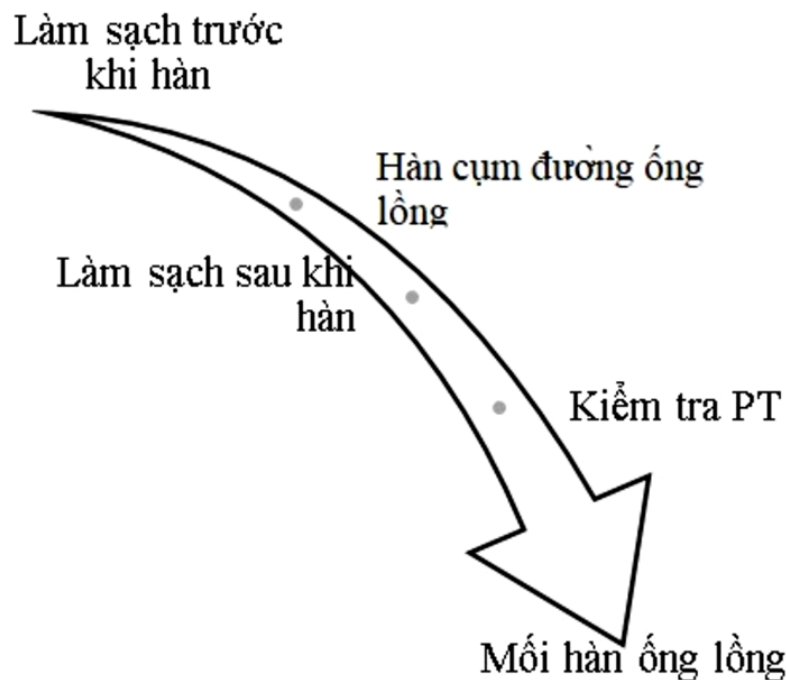 Làm sạch trước
khi hàn
Hàn cụm đường ống
lồng
Làm sạch sau khi
hàn
Kiểm tra PT
Mối hàn ống lồng